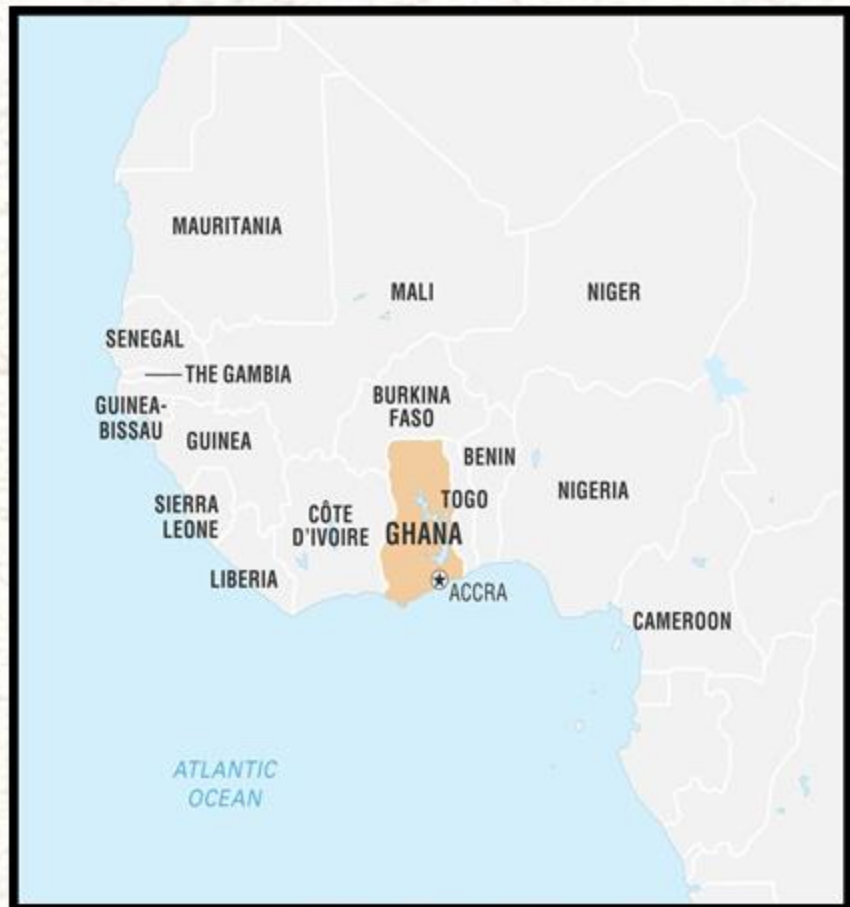 MAURITANIA
MALI
NIGER
SENEGAL
THE GAMBIA
BURKINA
FASO
GUINEA-
BISSAU
GUINEA
BENIN
NIGERIA
TOGO
SIERRA
LEONE
CÔTE
D'IVOIRE
GHANA
LIBERIA
ACCRA
CAMEROON
ATLANTIC
OCEAN